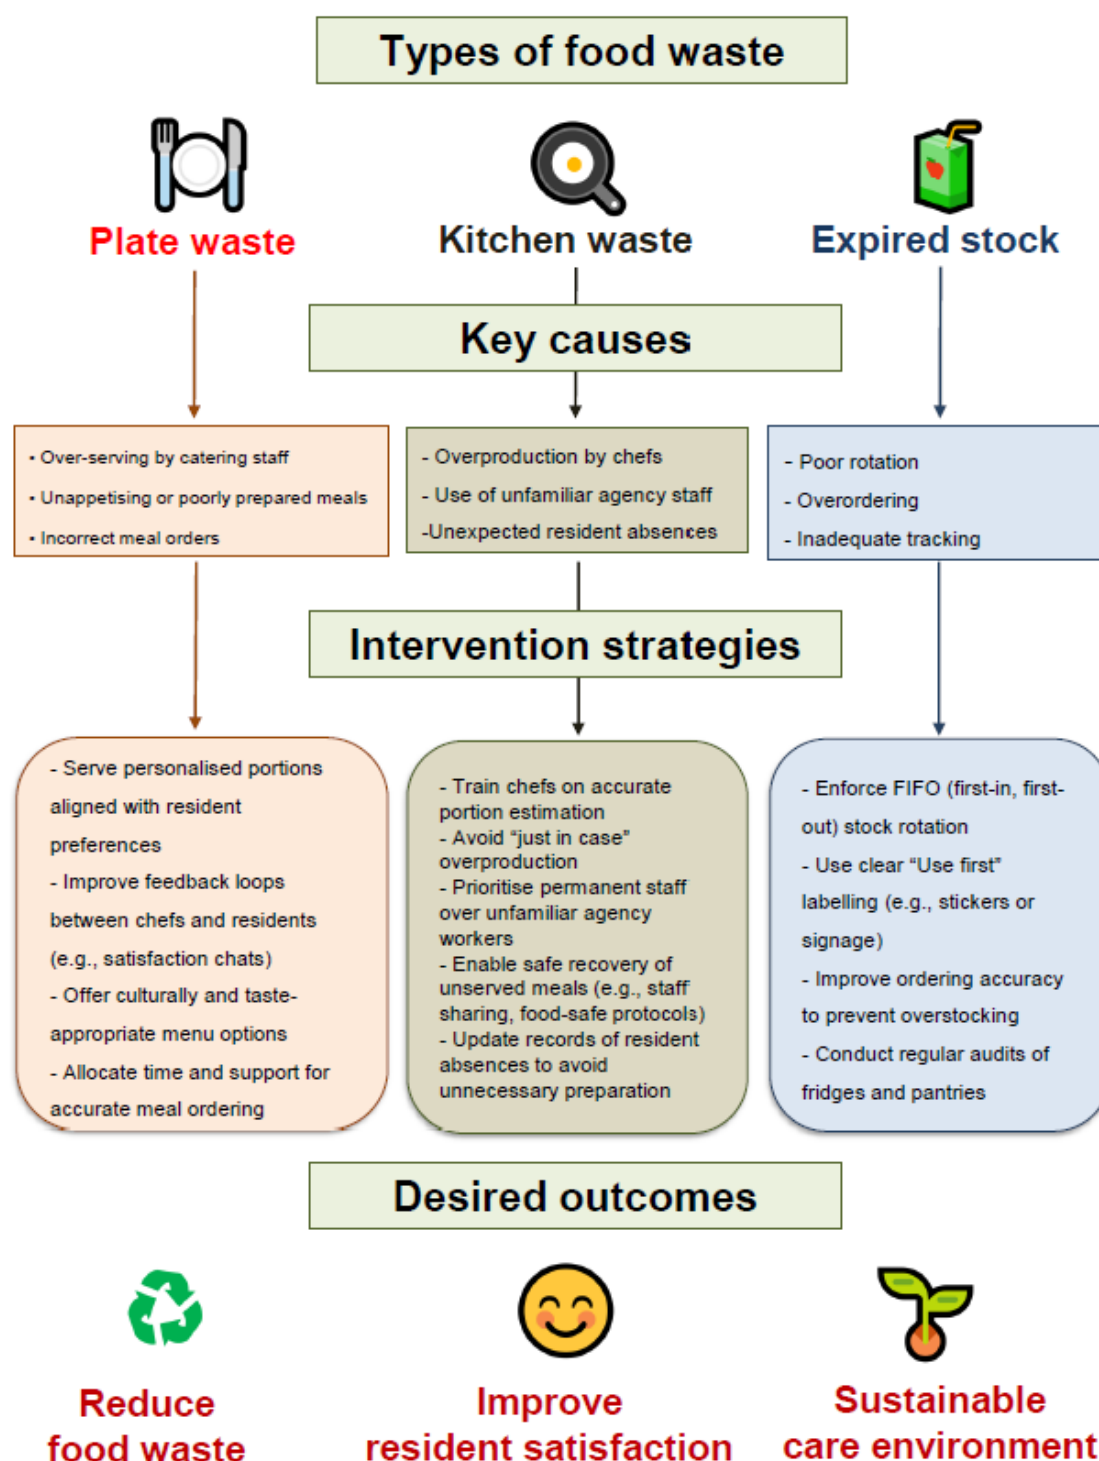 Types of food waste
Plate waste
Kitchen waste
Expired stock
Key causes
▪ Over-serving by catering staff
▪ Unappetising or poorly prepared meals
▪ Incorrect meal orders
- Overproduction by chefs
- Use of unfamiliar agency staff
-Unexpected resident absences
- Poor rotation
- Overordering
- Inadequate tracking
Intervention strategies
- Serve personalised portions
aligned with resident
preferences
- Improve feedback loops
between chefs and residents
(e.g., satisfaction chats)
- Offer culturally and taste-
appropriate menu options
- Allocate time and support for
accurate meal ordering
- Train chefs on accurate
portion estimation
- Avoid “just in case”
overproduction
- Prioritise permanent staff
over unfamiliar agency
workers
- Enable safe recovery of
unserved meals (e.g., staff
sharing, food-safe protocols)
- Update records of resident
absences to avoid
unnecessary preparation
- Enforce FIFO (first-in, first-
out) stock rotation
- Use clear “Use first”
labelling (e.g., stickers or
signage)
- Improve ordering accuracy
to prevent overstocking
- Conduct regular audits of
fridges and pantries
Desired outcomes
Reduce
food waste
Improve
resident satisfaction
Sustainable
care environment